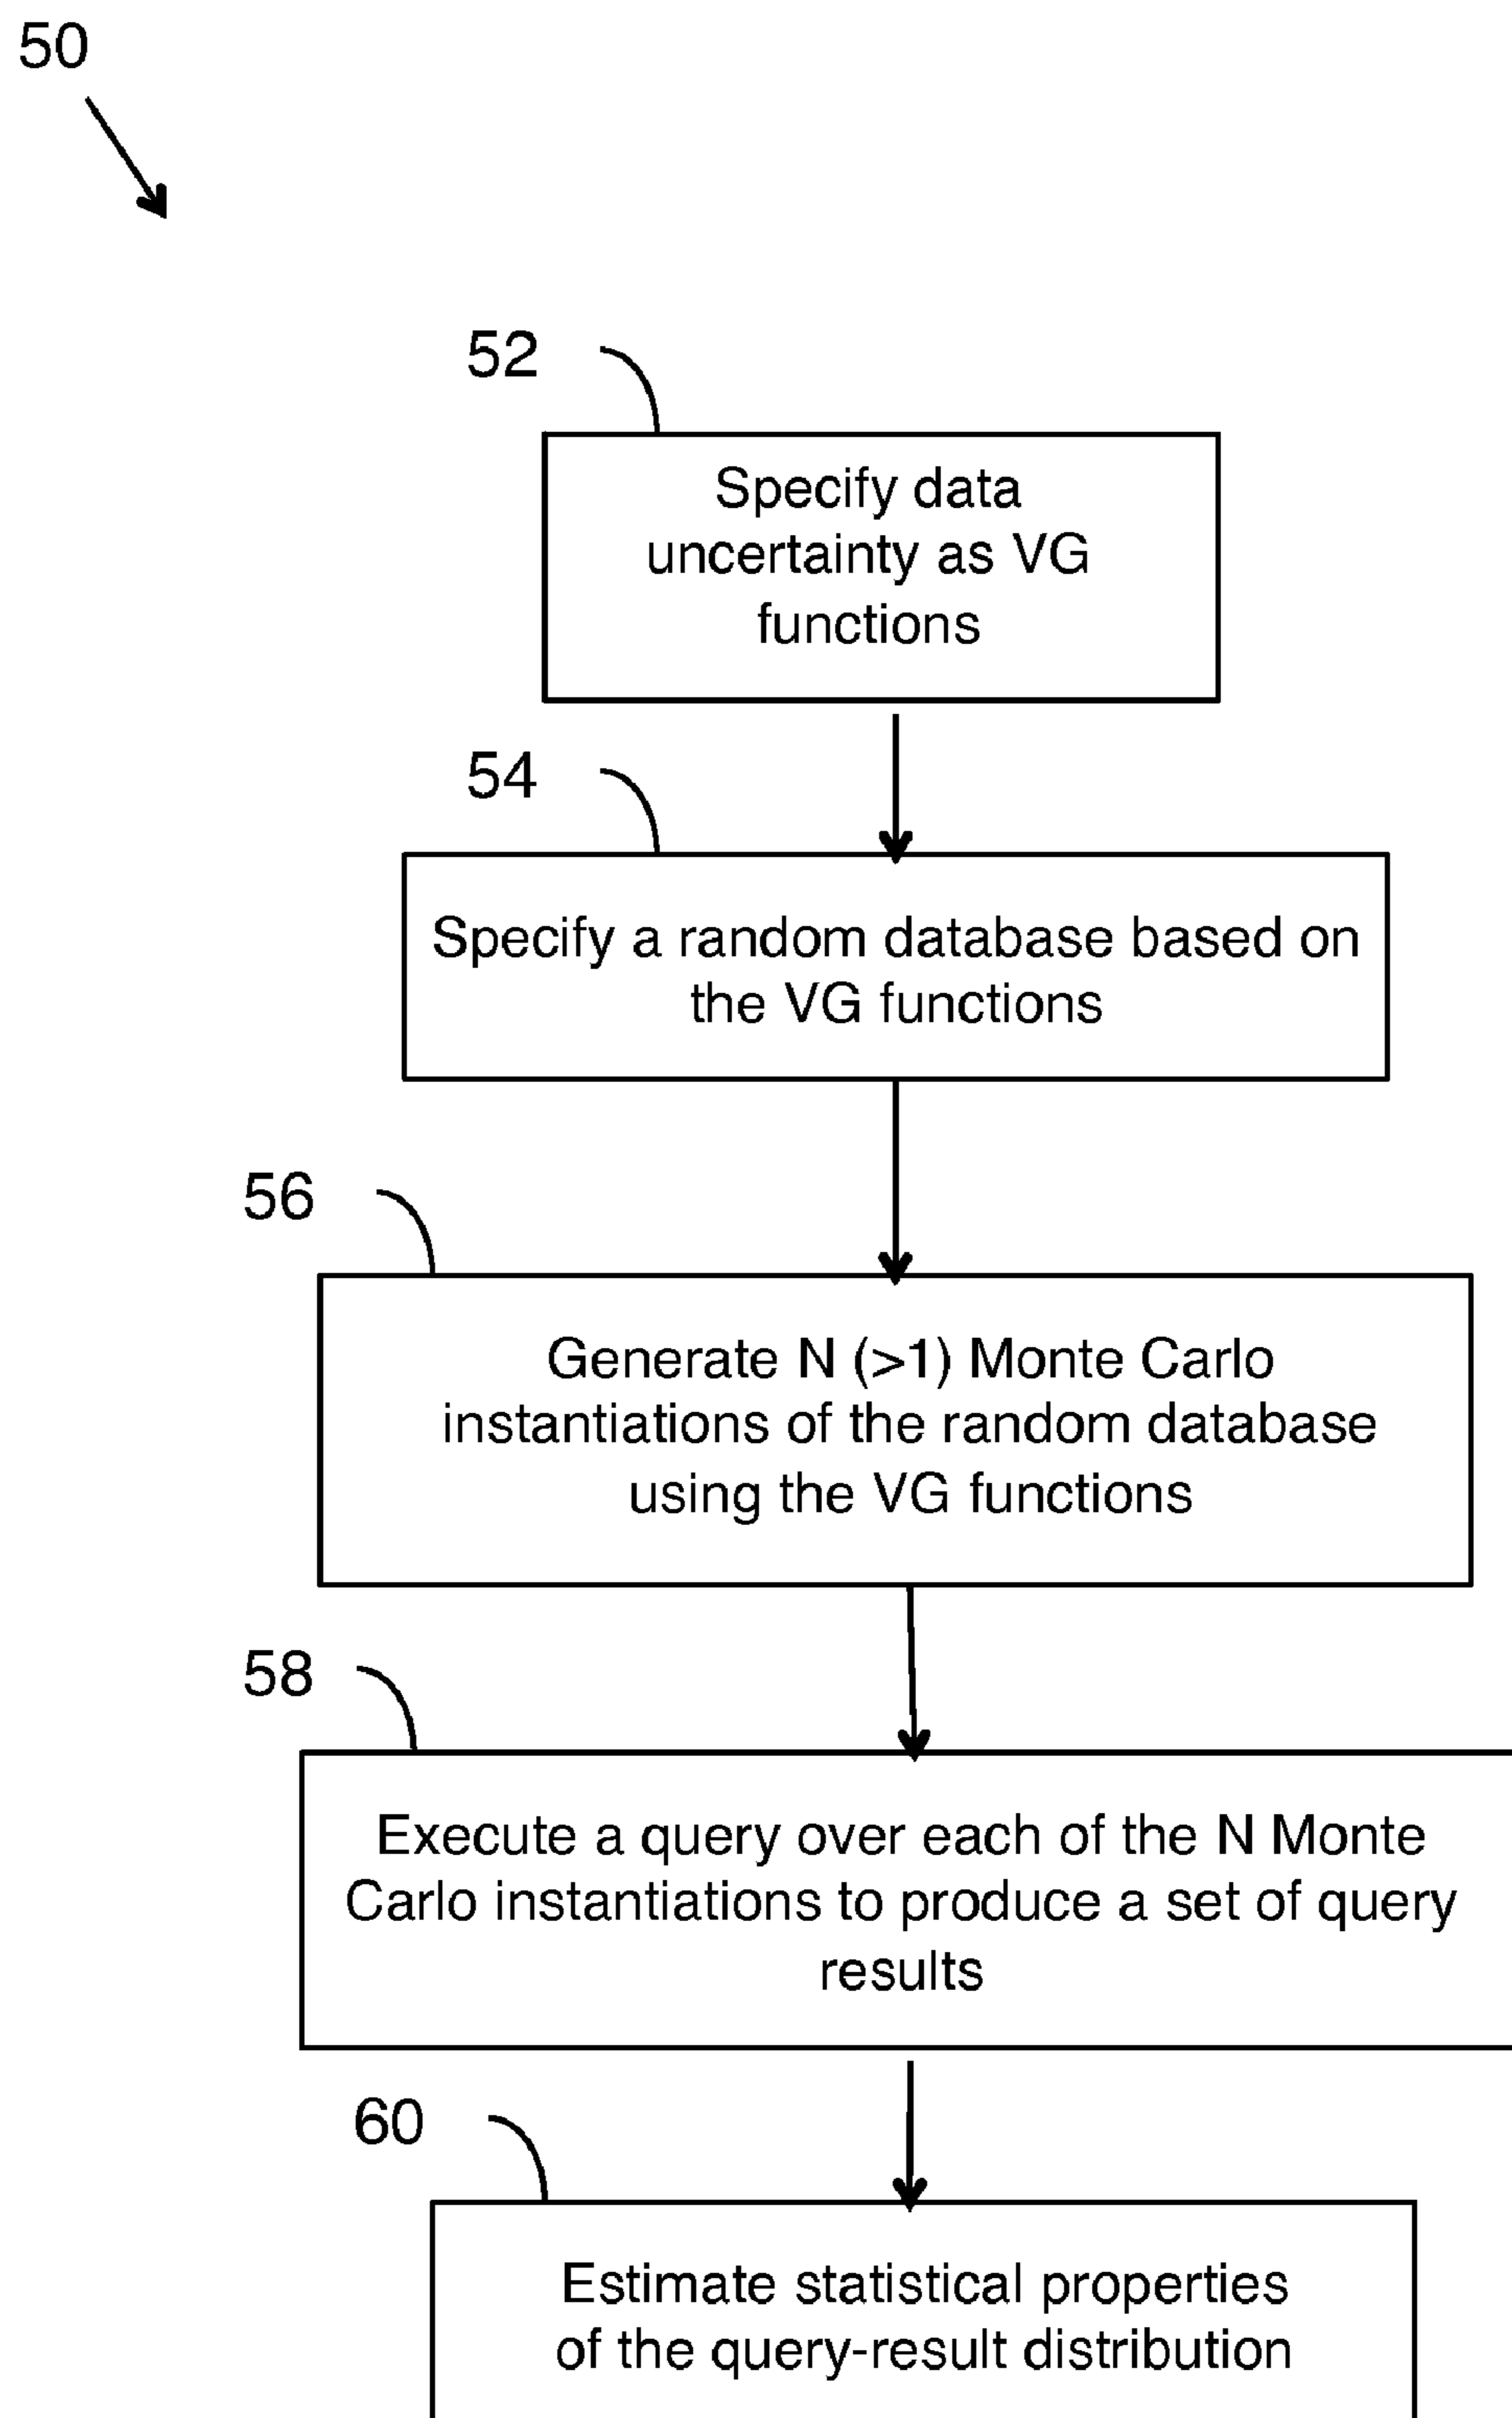 50
52
Specify data
uncertainty as VG
functions
54
Specify a random database based on
the VG functions
56
Generate N (>1) Monte Carlo
instantiations of the random database
using the VG functions
58
Execute a query over each of the N Monte
Carlo instantiations to produce a set of query
results
60
Estimate statistical properties
of the query-result distribution